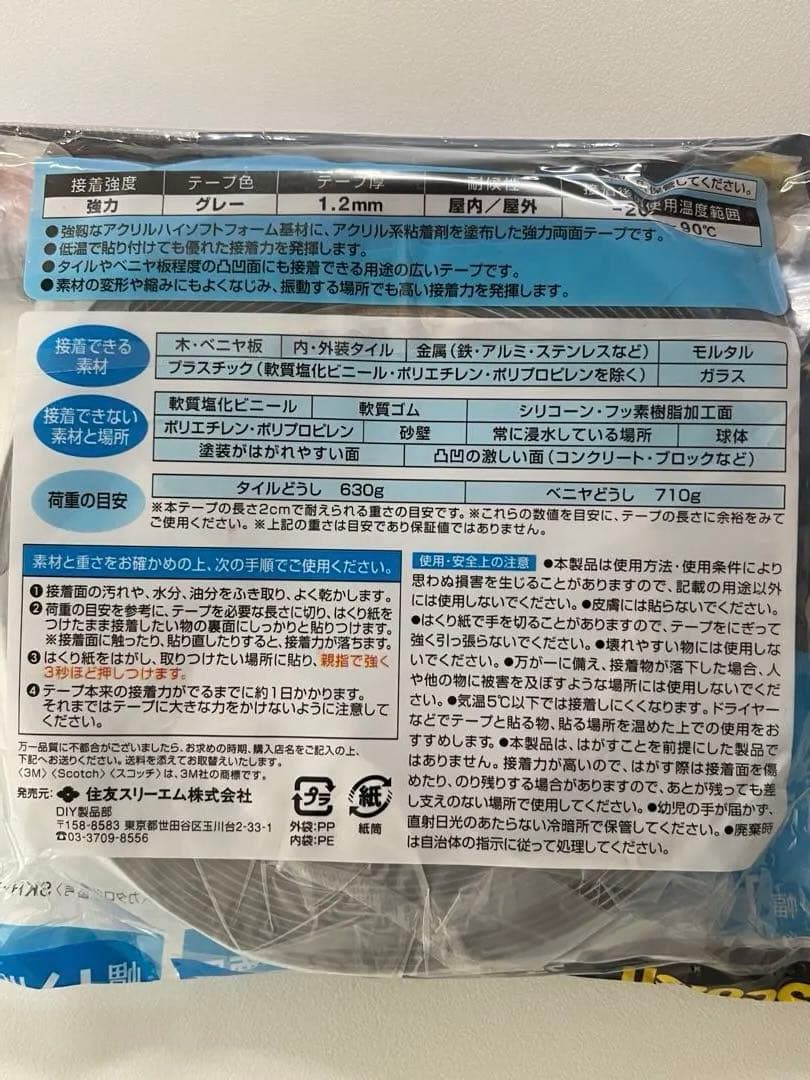 接着強度 テープ色 テープ厚 耐候性
保管してください。
使用温度範囲
強力 グレー 1.2mm 屋内／屋外
90℃
●強靭なアクリルハイソフトフォーム基材に、アクリル系粘着剤を塗布した強力両面テープです。
●低温で貼り付けても優れた接着力を発揮します。
●タイルやベニヤ板程度の凸凹面にも接着できる用途の広いテープです。
●素材の変形や縮みにもよくなじみ、振動する場所でも高い接着力を発揮します。
接着できる素材
木・ベニヤ板 内・外装タイル 金属（鉄・アルミ・ステンレスなど） モルタル
プラスチック（軟質塩化ビニール・ポリエチレン・ポリプロピレンを除く） ガラス
接着できない素材と場所
軟質塩化ビニール 軟質ゴム シリコーン・フッ素樹脂加工面
ポリエチレン・ポリプロピレン 砂壁 常に浸水している場所 球体
塗装がはがれやすい面 凸凹の激しい面（コンクリート・ブロックなど）
荷重の目安
タイルどうし 630g ベニヤどうし 710g
※本テープの長さ2cmで耐えられる重さの目安です。※これらの数値を目安に、テープの長さに余裕をみて
ご使用ください。※上記の重さは目安であり保証値ではありません。
素材と重さをお確かめの上、次の手順でご使用ください。
❶接着面の汚れや、水分、油分をふき取り、よく乾かします。
❷荷重の目安を参考に、テープを必要な長さに切り、はくり紙を
つけたまま接着したい物の裏面にしっかりと貼りつけます。
※接着面に触ったり、貼り直したりすると、接着力が落ちます。
❸はくり紙をはがし、取りつけたい場所に貼り、親指で強く
3秒ほど押しつけます。
❹テープ本来の接着力がでるまでに約1日かかります。
それまではテープに大きな力をかけないように注意して
ください。
万一品質に不都合がございましたら、お求めの時期、購入店名をご記入の上、
下記へお送りください。送料を添えてお取替えいたします。
〈3M〉〈Scotch〉〈スコッチ〉は、3M社の商標です。
発売元： 住友スリーエム株式会社
DIY製品部
〒158-8583 東京都世田谷区玉川台2-33-1
☎03-3709-8556
プラ
外袋：PP
内袋：PE
紙
紙筒
使用・安全上の注意 ●本製品は使用方法・使用条件により
思わぬ損害を生じることがありますので、記載の用途以外
には使用しないでください。●皮膚には貼らないでください。
●はくり紙で手を切ることがありますので、テープをにぎって
強く引っ張らないでください。●壊れやすい物には使用しな
いでください。●万が一に備え、接着物が落下した場合、人
や他の物に被害を及ぼすような場所には使用しないでくだ
さい。●気温5℃以下では接着しにくくなります。ドライヤー
などでテープと貼る物、貼る場所を温めた上での使用をお
すすめします。●本製品は、はがすことを前提にした製品で
はありません。接着力が高いので、はがす際は接着面を傷
めたり、のり残りする場合がありますので、あとが残っても差
し支えのない場所で使用してください。●幼児の手が届かず、
直射日光のあたらない冷暗所で保管してください。●廃棄時
は自治体の指示に従って処理してください。